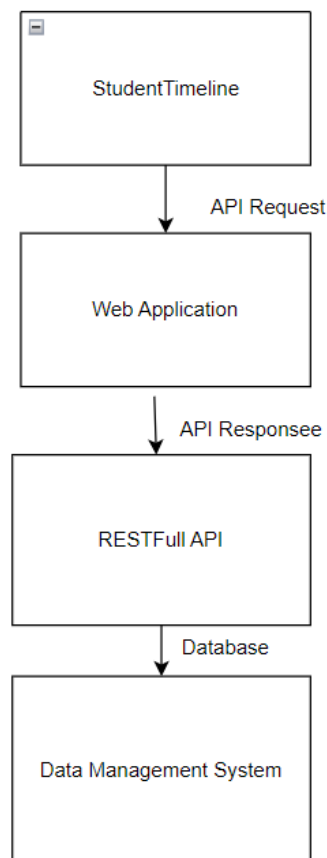 StudentTimeline
API Request
Web Application
API Responsee
RESTFull API
Database
Data Management System